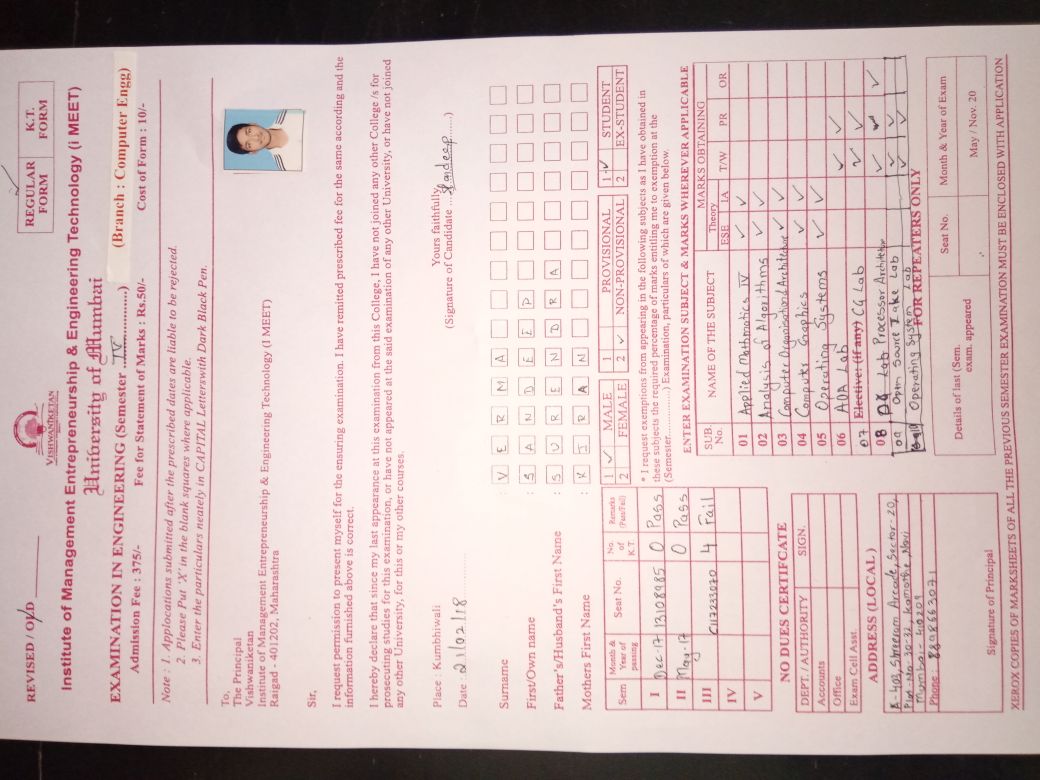 REVISED / OLD
REGULAR FORM
K.T. FORM
VISHWANIKETAN
Institute of Management Entrepreneurship & Engineering Technology (i MEET)
University of Mumbai
EXAMINATION IN ENGINEERING (Semester ...IV...............)
(Branch : Computer Engg)
Admission Fee : 375/- Fee for Statement of Marks : Rs.50/- Cost of Form : 10/-
Note : 1. Applocations submitted after the prescribed dates are liable to be rejected.
2. Please Put 'X' in the blank squares where applicable.
3. Enter the particulars neately in CAPITAL Letterswith Dark Black Pen.
To,
The Principal
Vishwaniketan
Institute of Management Entrepreneurship & Engineering Technology (I MEET)
Raigad - 401202, Maharashtra
Sir,
I request permission to present myself for the ensuring examination. I have remitted prescribed fee for the same according and the
information furnished above is correct.
I hereby declare that since my last appearance at this examination from this College, I have not joined any other College /s for
prosecuting studies for this examination, or have not appeared at the said examination of any other University, or have not joined
any other University, for this or my other courses.
Place : Kumbhiwali
Date : 21/02/18
Yours faithfully,
(Signature of Candidate ...Sandeep......)
Surname : V E R M A
First/Own name : S A N D E E P
Father's/Husband's First Name : S U R E N D R A
Mothers First Name : K I R A N
Sem Month & Year of passing Seat No. No. of K.T. Remarks (Pass/Fail)
I Dec-17 13108985 0 Pass
II May-17 0 Pass
III C117233070 4 Fail
IV
V
1 ✓ MALE
2 FEMALE
1 PROVISIONAL
2 ✓ NON-PROVISIONAL
1 ✓ STUDENT
2 EX-STUDENT
* I request exemptions from appearing in the following subjects as I have obtained in
these subjects the required percentage of marks entitling me to exemption at the
(Semester...............) Examination, particulars of which are given below.
ENTER EXAMINATION SUBJECT & MARKS WHEREVER APPLICABLE
SUB. No. NAME OF THE SUBJECT MARKS OBTAINING
Theory
ESE IA T/W PR OR
01 Applied Mathmatics IV ✓ ✓
02 Analysis of Algorithms ✓ ✓
03 Computer Organisation & Architecture ✓ ✓
04 Computer Graphics ✓ ✓
05 Operating Systems ✓ ✓
06 AOA Lab ✓ ✓
07 Elective: (if any) CG Lab ✓ ✓
08 Lab Processor Architetur ✓ ✓ ✓
09 Open Source Lab ✓ ✓
10 Operating System Lab ✓ ✓
NO DUES CERTIFCATE
DEPT. / AUTHORITY SIGN.
Accounts
Office
Exam Cell Asst.
ADDRESS (LOCAL)
A-403, Shreeram Arcade, Sector-20,
Plot-No-30-32, Kamothe, Navi
Mumbai-410209
Phone : 8898663071
Signature of Principal
FOR REPEATERS ONLY
Details of last (Sem. exam. appeared
Seat No. Month & Year of Exam
May / Nov. 20
XEROX COPIES OF MARKSHEETS OF ALL THE PREVIOUS SEMESTER EXAMINATION MUST BE ENCLOSED WITH APPLICATION